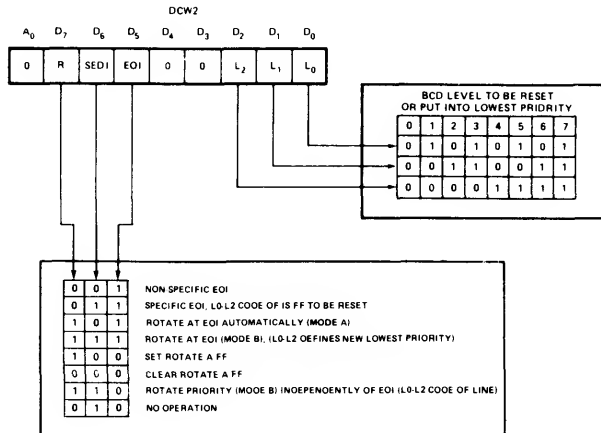 DCW2
A0 D7 D6 D5 D4 D3 D2 D1 D0
0 R SEDI EOI 0 0 L2 L1 L0
BCD LEVEL TO BE RESET
OR PUT INTO LOWEST PRIDRITY
0 1 2 3 4 5 6 7
0 1 0 1 0 1 0 1
0 0 1 1 0 0 1 1
0 0 0 0 1 1 1 1
0 0 1 NON SPECIFIC EOI
0 1 1 SPECIFIC EOI, L0-L2 COOE OF IS FF TO BE RESET
1 0 1 ROTATE AT EOI AUTOMATICALLY (MODE A)
1 1 1 ROTATE AT EOI (MODE B), (L0-L2 OEFINES NEW LOWEST PRIORITY)
1 0 0 SET ROTATE A FF
0 0 0 CLEAR ROTATE A FF
1 1 0 ROTATE PRIORITY (MOOE B) INOEPENOENTLY OF EOI (L0-L2 CODE OF LINE)
0 1 0 NO OPERATION